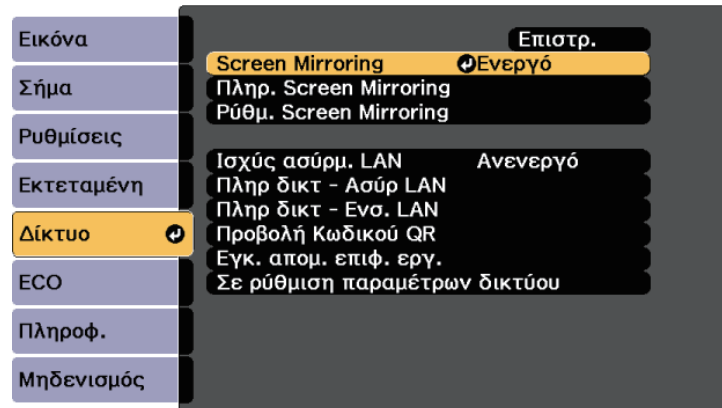 Εικόνα
Σήμα
Ρυθμίσεις
Εκτεταμένη
Δίκτυο
ECO
Πληροφ.
Μηδενισμός
Επιστρ.
Screen Mirroring Ενεργό
Πληρ. Screen Mirroring
Ρύθμ. Screen Mirroring
Ισχύς ασύρμ. LAN Ανενεργό
Πληρ δικτ - Ασύρ LAN
Πληρ δικτ - Ενσ. LAN
Προβολή Κωδικού QR
Εγκ. απομ. επιφ. εργ.
Σε ρύθμιση παραμέτρων δικτύου